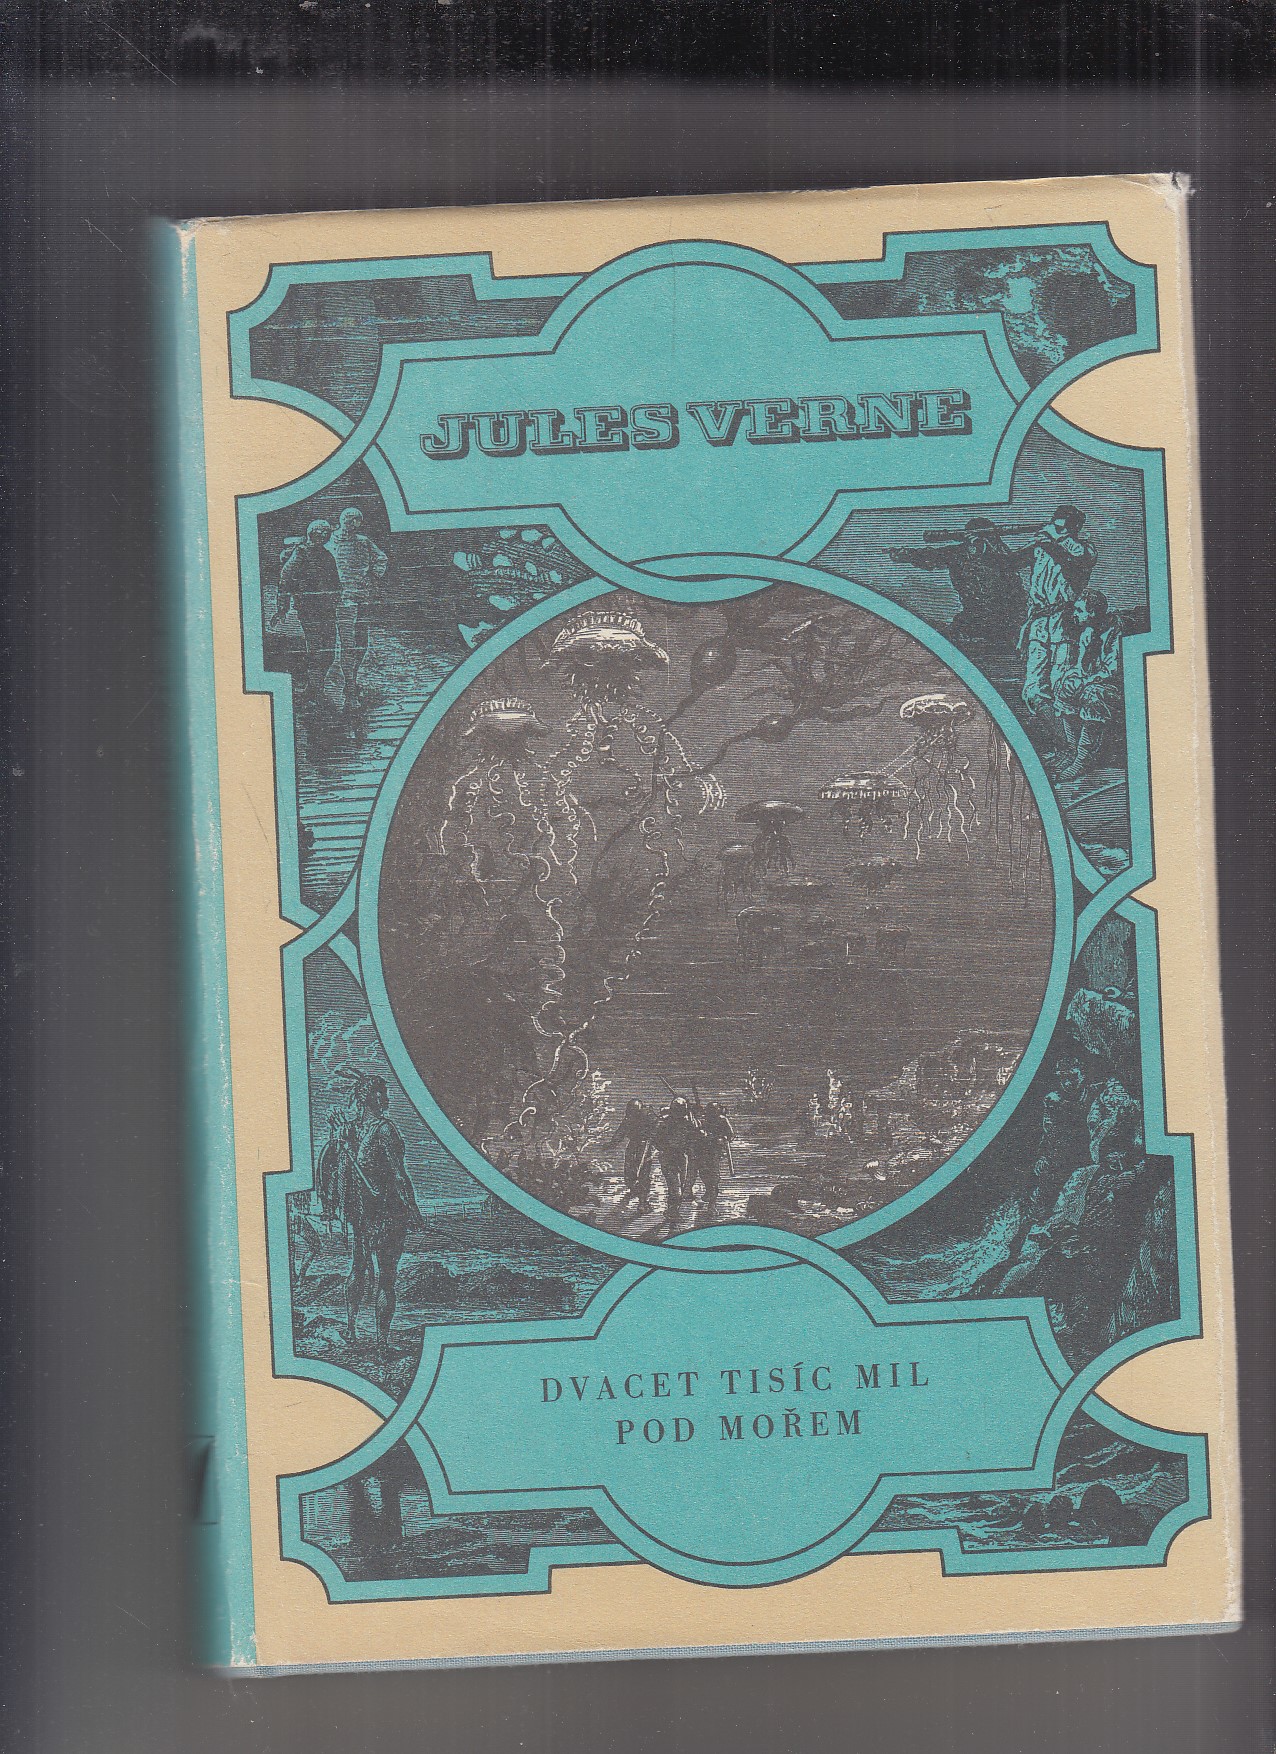 JULES VERNE
DVACET TISÍC MIL
POD MOŘEM